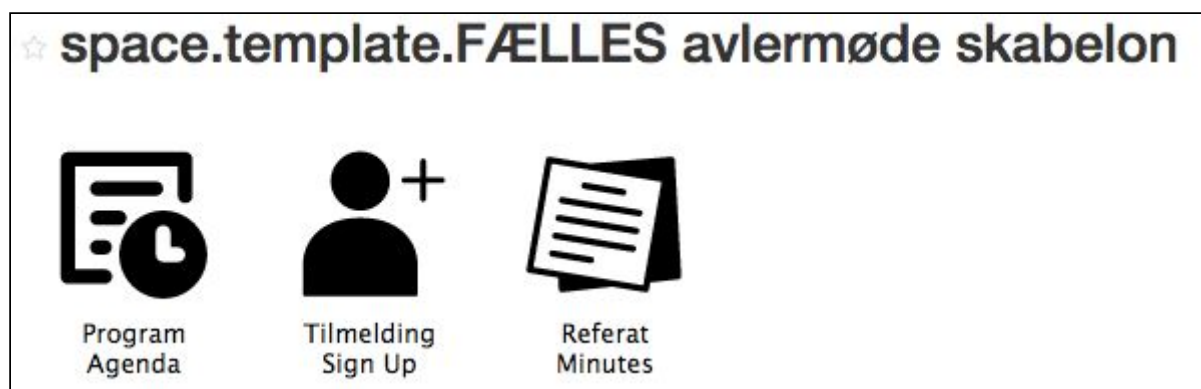 space.template.FÆLLES avlermøde skabelon
Program
Agenda
Tilmelding
Sign Up
Referat
Minutes